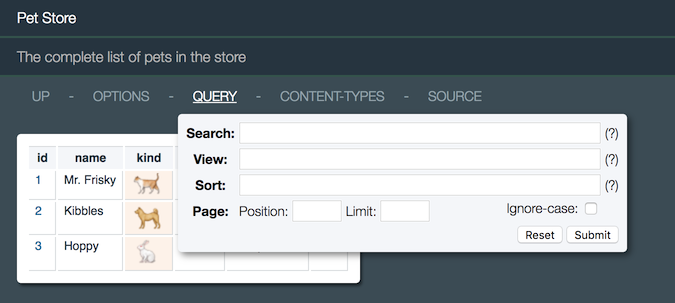 Pet Store
The complete list of pets in the store
UP - OPTIONS - QUERY - CONTENT-TYPES - SOURCE
Search: (?)
View: (?)
Sort: (?)
Page: Position: Limit: Ignore-case:
Reset Submit
id name kind
1 Mr. Frisky
2 Kibbles
3 Hoppy